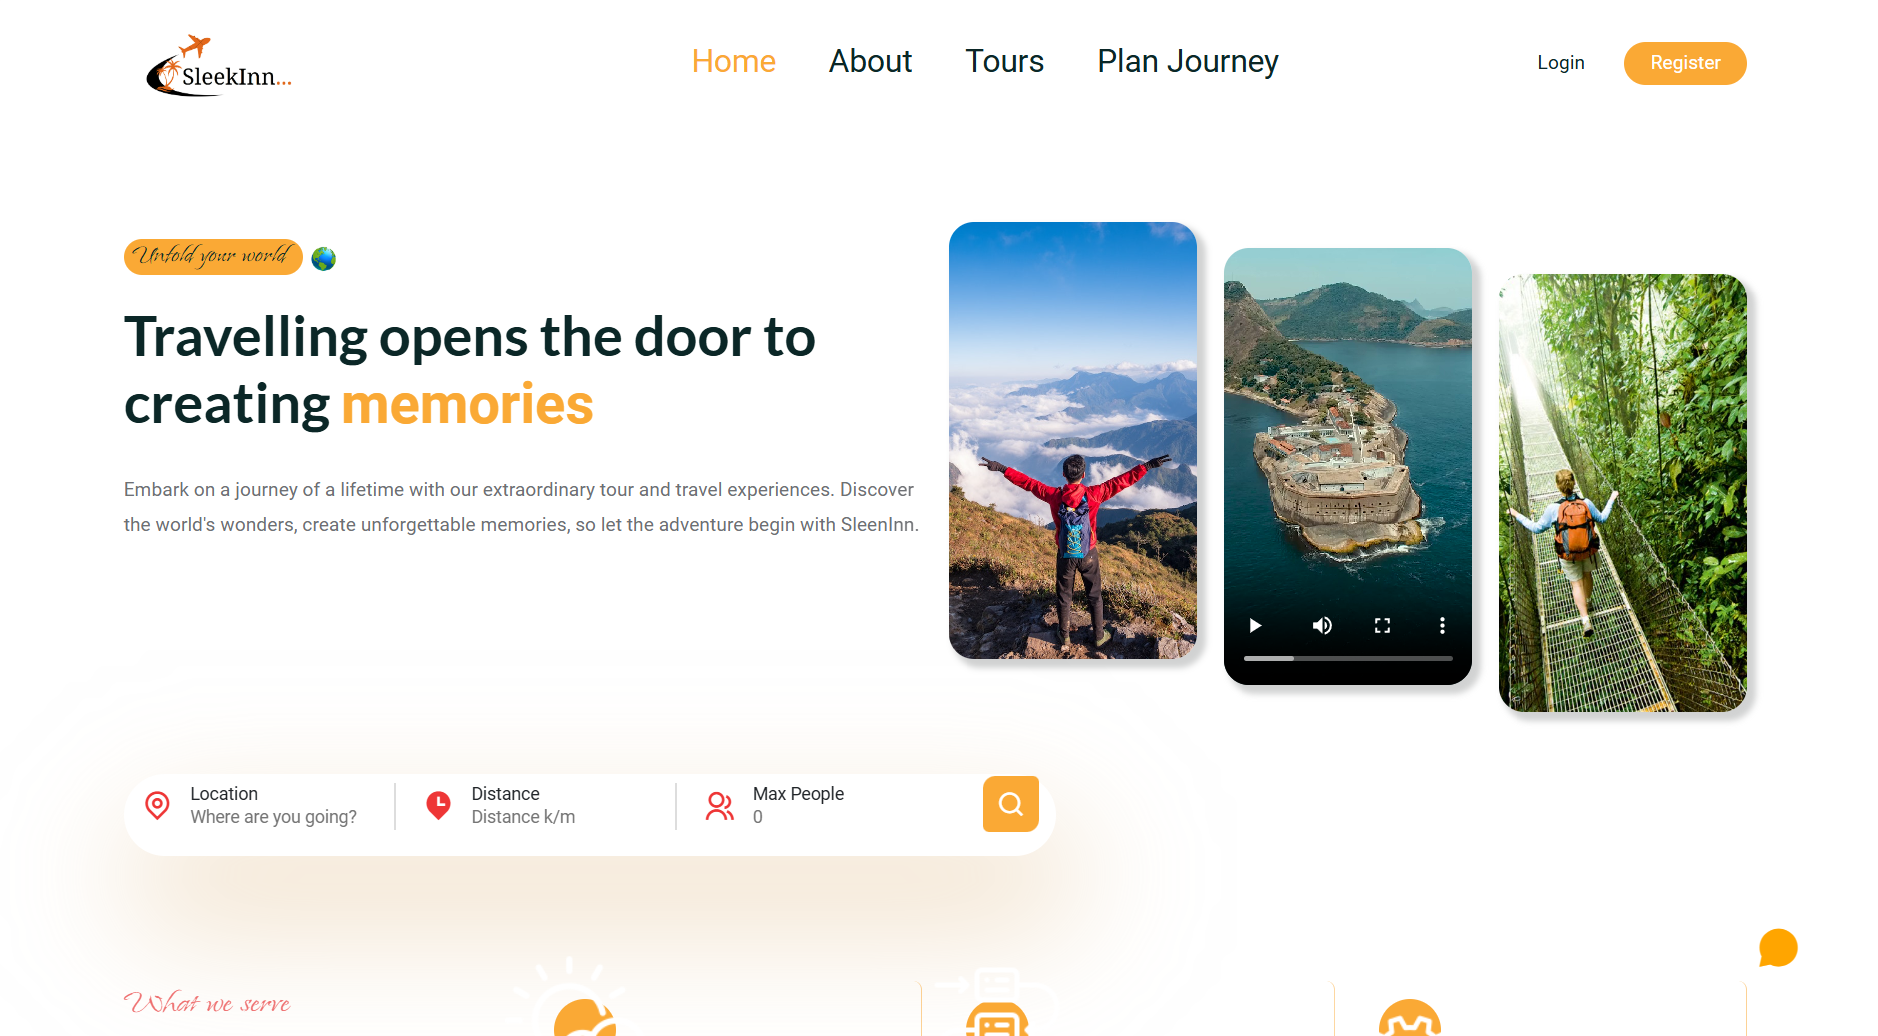 SleekInn...
Home
About
Tours
Plan Journey
Login
Register
Unfold your world
Travelling opens the door to
creating memories
Embark on a journey of a lifetime with our extraordinary tour and travel experiences. Discover
the world's wonders, create unforgettable memories, so let the adventure begin with SleenInn.
Location
Where are you going?
Distance
Distance k/m
Max People
0
What we serve